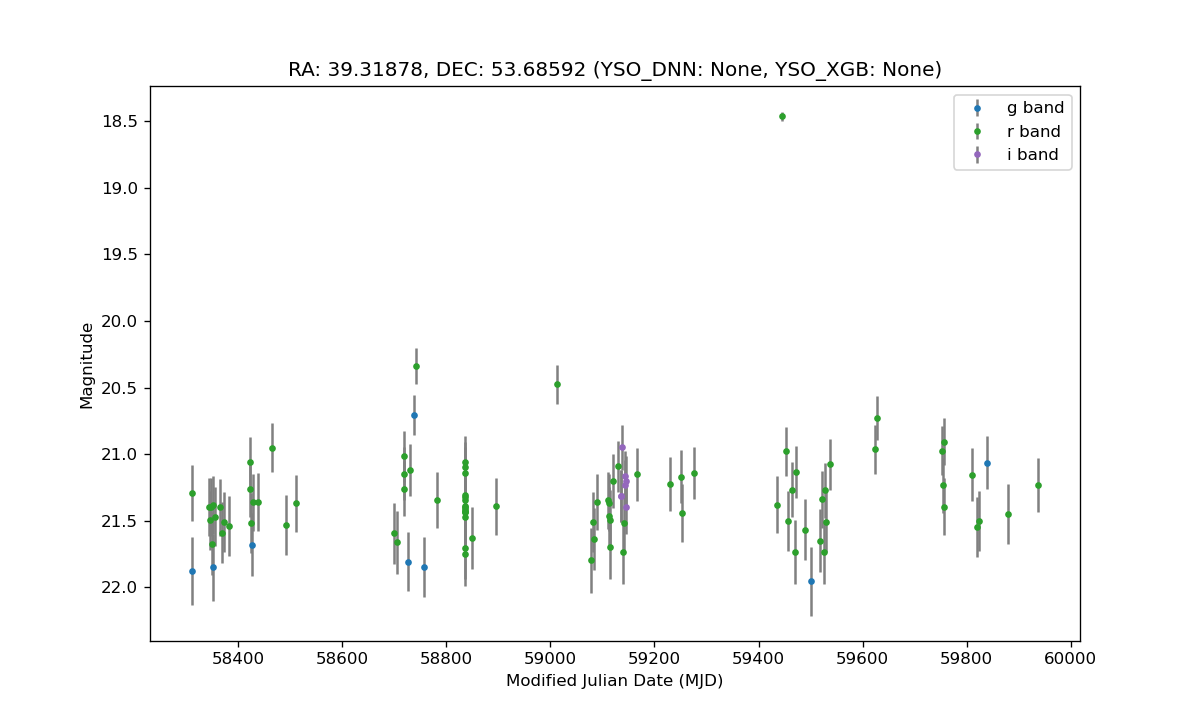 RA: 39.31878, DEC: 53.68592 (YSO_DNN: None, YSO_XGB: None)
g band
r band
i band
18.5
19.0
19.5
20.0
20.5
21.0
21.5
22.0
Magnitude
58400 58600 58800 59000 59200 59400 59600 59800 60000
Modified Julian Date (MJD)